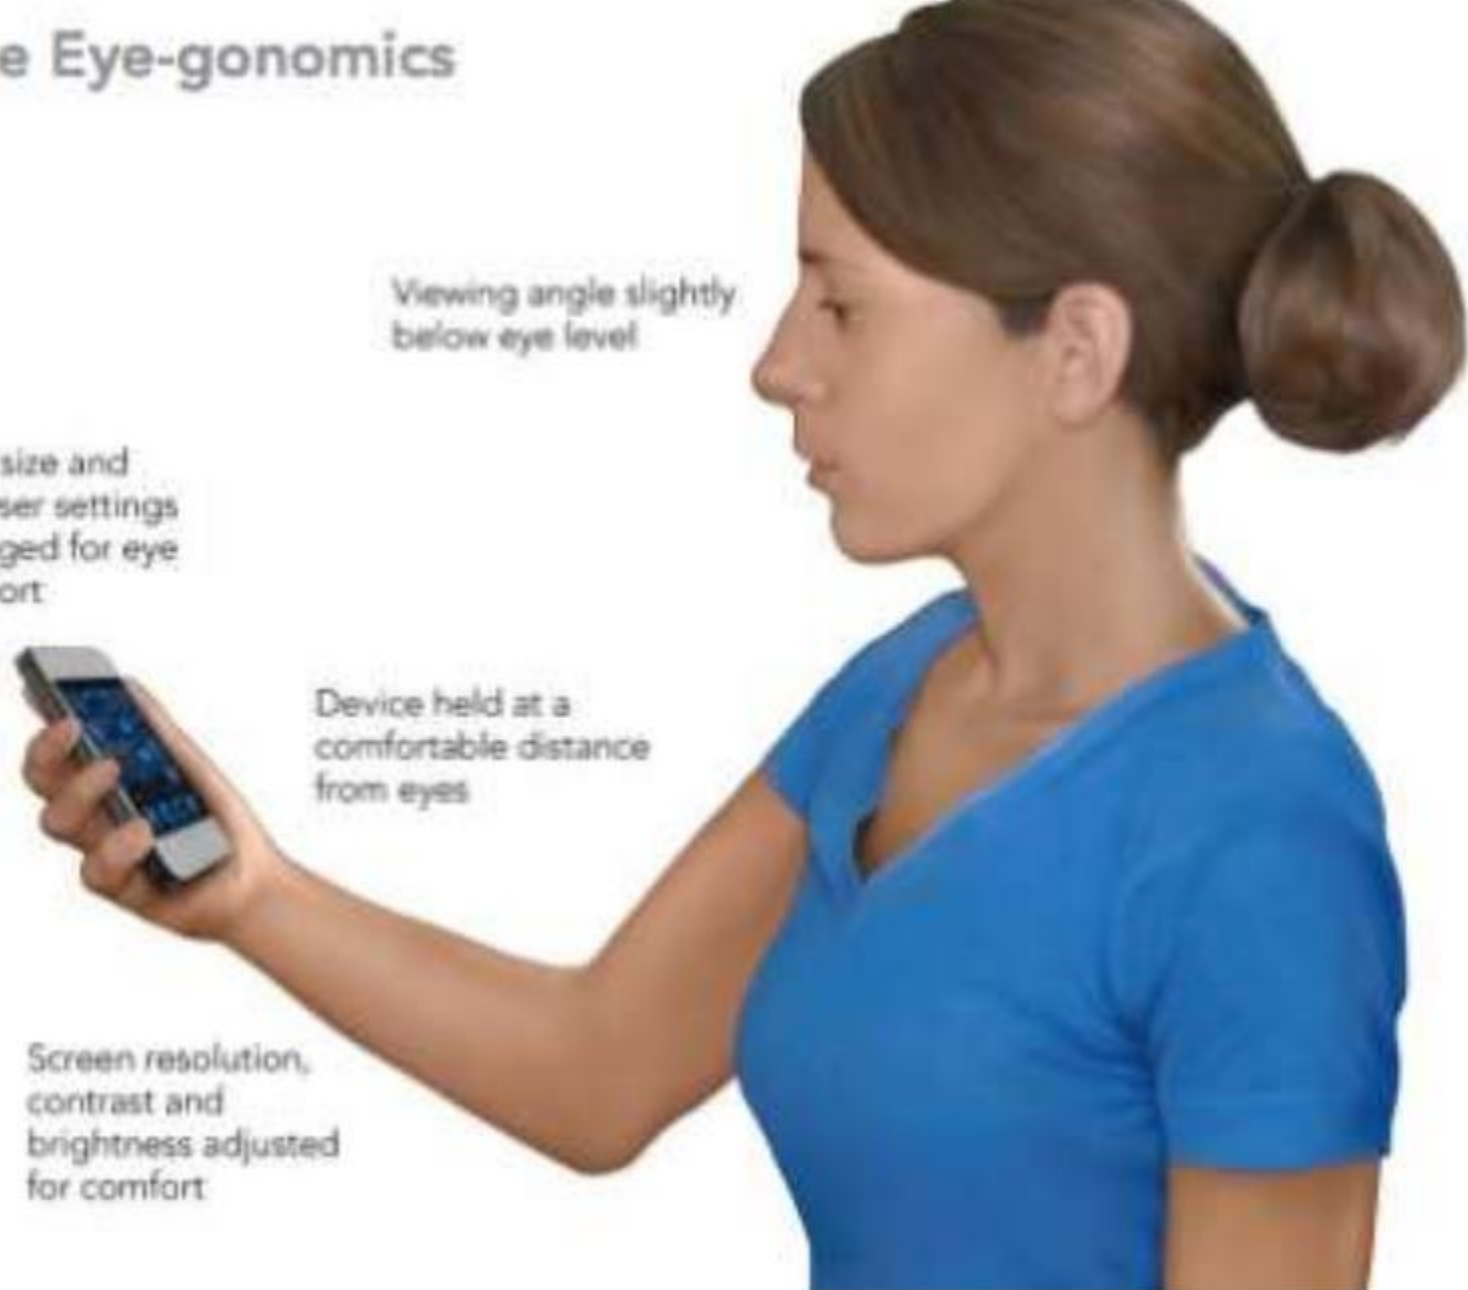 e Eye-gonomics
Viewing angle slightly
below eye level
size and
ser settings
ged for eye
ort
Device held at a
comfortable distance
from eyes
Screen resolution,
contrast and
brightness adjusted
for comfort